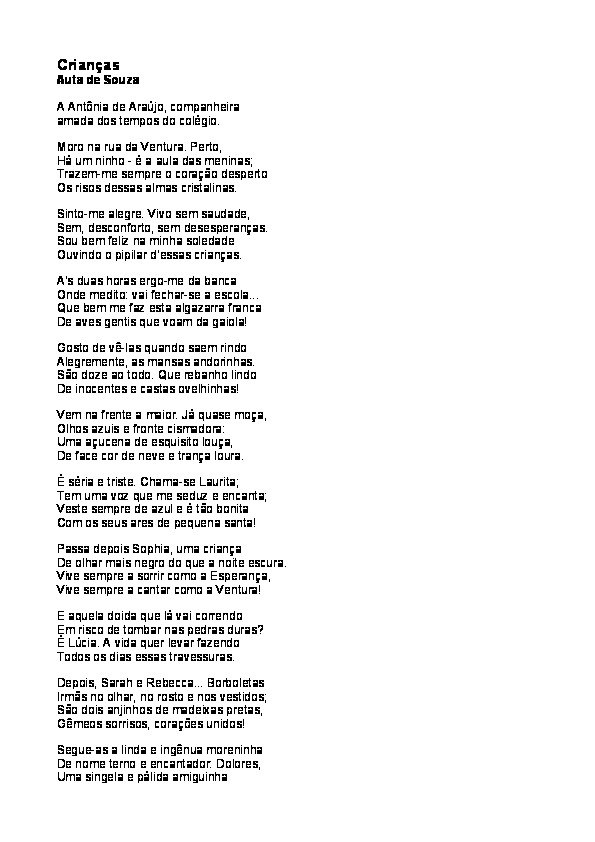 Crianças
Auta de Souza
A Antônia de Araújo, companheira
amada dos tempos do colégio.
Moro na rua da Ventura. Perto,
Há um ninho - é a aula das meninas;
Trazem-me sempre o coração desperto
Os risos dessas almas cristalinas.
Sinto-me alegre. Vivo sem saudade,
Sem, desconforto, sem desesperanças.
Sou bem feliz na minha soledade
Ouvindo o pipilar d'essas crianças.
A's duas horas ergo-me da banca
Onde medito: vai fechar-se a escola...
Que bem me faz esta algazarra franca
De aves gentis que voam da gaiola!
Gosto de vê-las quando saem rindo
Alegremente, as mansas andorinhas.
São doze ao todo. Que rebanho lindo
De inocentes e castas ovelhinhas!
Vem na frente a maior. Já quase moça,
Olhos azuis e fronte cismadora:
Uma açucena de esquisito louça,
De face cor de neve e trança loura.
É séria e triste. Chama-se Laurita;
Tem uma voz que me seduz e encanta;
Veste sempre de azul e é tão bonita
Com os seus ares de pequena santa!
Passa depois Sophia, uma criança
De olhar mais negro do que a noite escura.
Vive sempre a sorrir como a Esperança,
Vive sempre a cantar como a Ventura!
E aquela doida que lá vai correndo
Em risco de tombar nas pedras duras?
É Lúcia. A vida quer levar fazendo
Todos os dias essas travessuras.
Depois, Sarah e Rebecca... Borboletas
Irmãs no olhar, no rosto e nos vestidos;
São dois anjinhos de madeixas pretas,
Gêmeos sorrisos, corações unidos!
Segue-as a linda e ingênua moreninha
De nome terno e encantador: Dolores,
Uma singela e pálida amiguinha